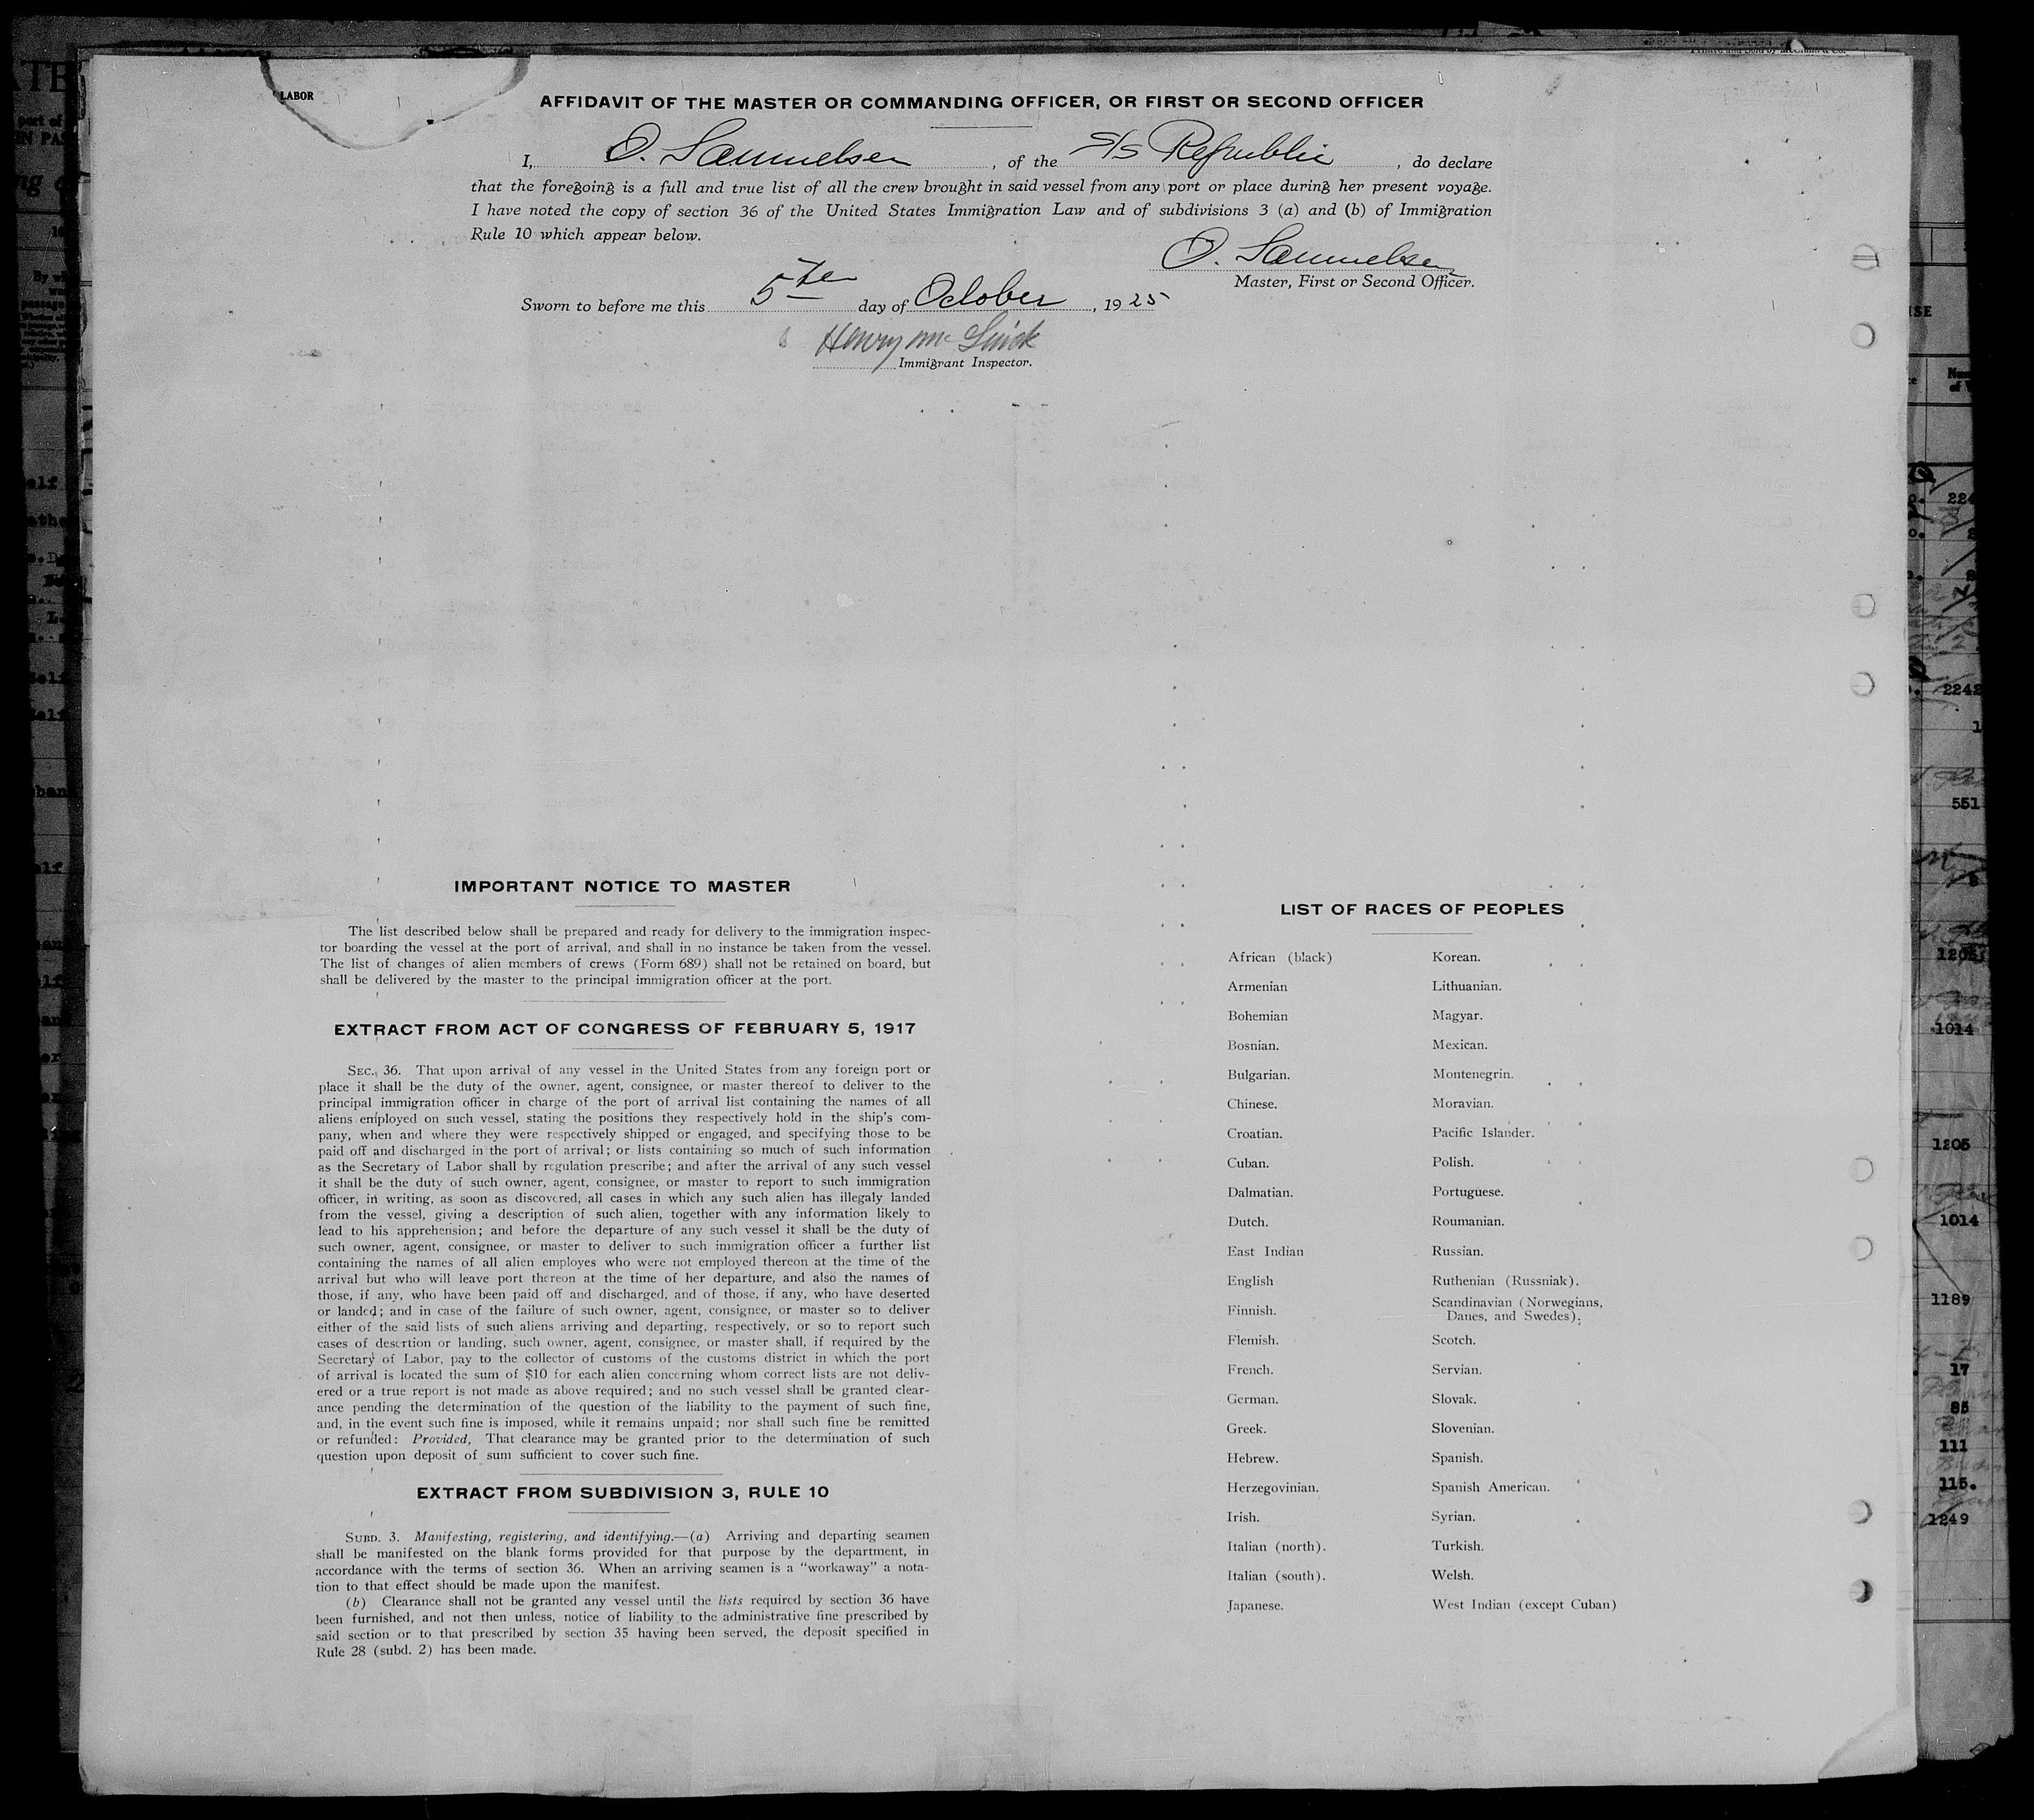 LABOR
AFFIDAVIT OF THE MASTER OR COMMANDING OFFICER, OR FIRST OR SECOND OFFICER
I, O. Samuelsen, of the S/S Republic, do declare
that the foregoing is a full and true list of all the crew brought in said vessel from any port or place during her present voyage.
I have noted the copy of section 36 of the United States Immigration Law and of subdivisions 3 (a) and (b) of Immigration
Rule 10 which appear below.
O. Samuelsen
Master, First or Second Officer.
Sworn to before me this 5th day of October, 1925
Henry Mc
Immigrant Inspector.
IMPORTANT NOTICE TO MASTER
The list described below shall be prepared and ready for delivery to the immigration inspec-
tor boarding the vessel at the port of arrival, and shall in no instance be taken from the vessel.
The list of changes of alien members of crews (Form 689) shall not be retained on board, but
shall be delivered by the master to the principal immigration officer at the port.
EXTRACT FROM ACT OF CONGRESS OF FEBRUARY 5, 1917
SEC. 36. That upon arrival of any vessel in the United States from any foreign port or
place it shall be the duty of the owner, agent, consignee, or master thereof to deliver to the
principal immigration officer in charge of the port of arrival list containing the names of all
aliens employed on such vessel, stating the positions they respectively hold in the ship's com-
pany, when and where they were respectively shipped or engaged, and specifying those to be
paid off and discharged in the port of arrival; or lists containing so much of such information
as the Secretary of Labor shall by regulation prescribe; and after the arrival of any such vessel
it shall be the duty of such owner, agent, consignee, or master to report to such immigration
officer, in writing, as soon as discovered, all cases in which any such alien has illegaly landed
from the vessel, giving a description of such alien, together with any information likely to
lead to his apprehension; and before the departure of any such vessel it shall be the duty of
such owner, agent, consignee, or master to deliver to such immigration officer a further list
containing the names of all alien employes who were not employed thereon at the time of the
arrival but who will leave port thereon at the time of her departure, and also the names of
those, if any, who have been paid off and discharged, and of those, if any, who have deserted
or landed; and in case of the failure of such owner, agent, consignee, or master so to deliver
either of the said lists of such aliens arriving and departing, respectively, or so to report such
cases of desertion or landing, such owner, agent, consignee, or master shall, if required by the
Secretary of Labor, pay to the collector of customs of the customs district in which the port
of arrival is located the sum of $10 for each alien concerning whom correct lists are not deliv-
ered or a true report is not made as above required; and no such vessel shall be granted clear-
ance pending the determination of the question of the liability to the payment of such fine,
and, in the event such fine is imposed, while it remains unpaid; nor shall such fine be remitted
or refunded: Provided, That clearance may be granted prior to the determination of such
question upon deposit of sum sufficient to cover such fine.
EXTRACT FROM SUBDIVISION 3, RULE 10
SUBD. 3. Manifesting, registering, and identifying.—(a) Arriving and departing seamen
shall be manifested on the blank forms provided for that purpose by the department, in
accordance with the terms of section 36. When an arriving seamen is a "workaway" a nota-
tion to that effect should be made upon the manifest.
(b) Clearance shall not be granted any vessel until the lists required by section 36 have
been furnished, and not then unless, notice of liability to the administrative fine prescribed by
said section or to that prescribed by section 35 having been served, the deposit specified in
Rule 28 (subd. 2) has been made.
LIST OF RACES OF PEOPLES
African (black) Korean.
Armenian Lithuanian.
Bohemian Magyar.
Bosnian. Mexican.
Bulgarian. Montenegrin.
Chinese. Moravian.
Croatian. Pacific Islander.
Cuban. Polish.
Dalmatian. Portuguese.
Dutch. Roumanian.
East Indian Russian.
English Ruthenian (Russniak).
Finnish. Scandinavian (Norwegians,
Danes, and Swedes).
Flemish. Scotch.
French. Servian.
German. Slovak.
Greek. Slovenian.
Hebrew. Spanish.
Herzegovinian. Spanish American.
Irish. Syrian.
Italian (north). Turkish.
Italian (south). Welsh.
Japanese. West Indian (except Cuban)
551
1014
1205
1014
1189
17
85
111
115.
1249